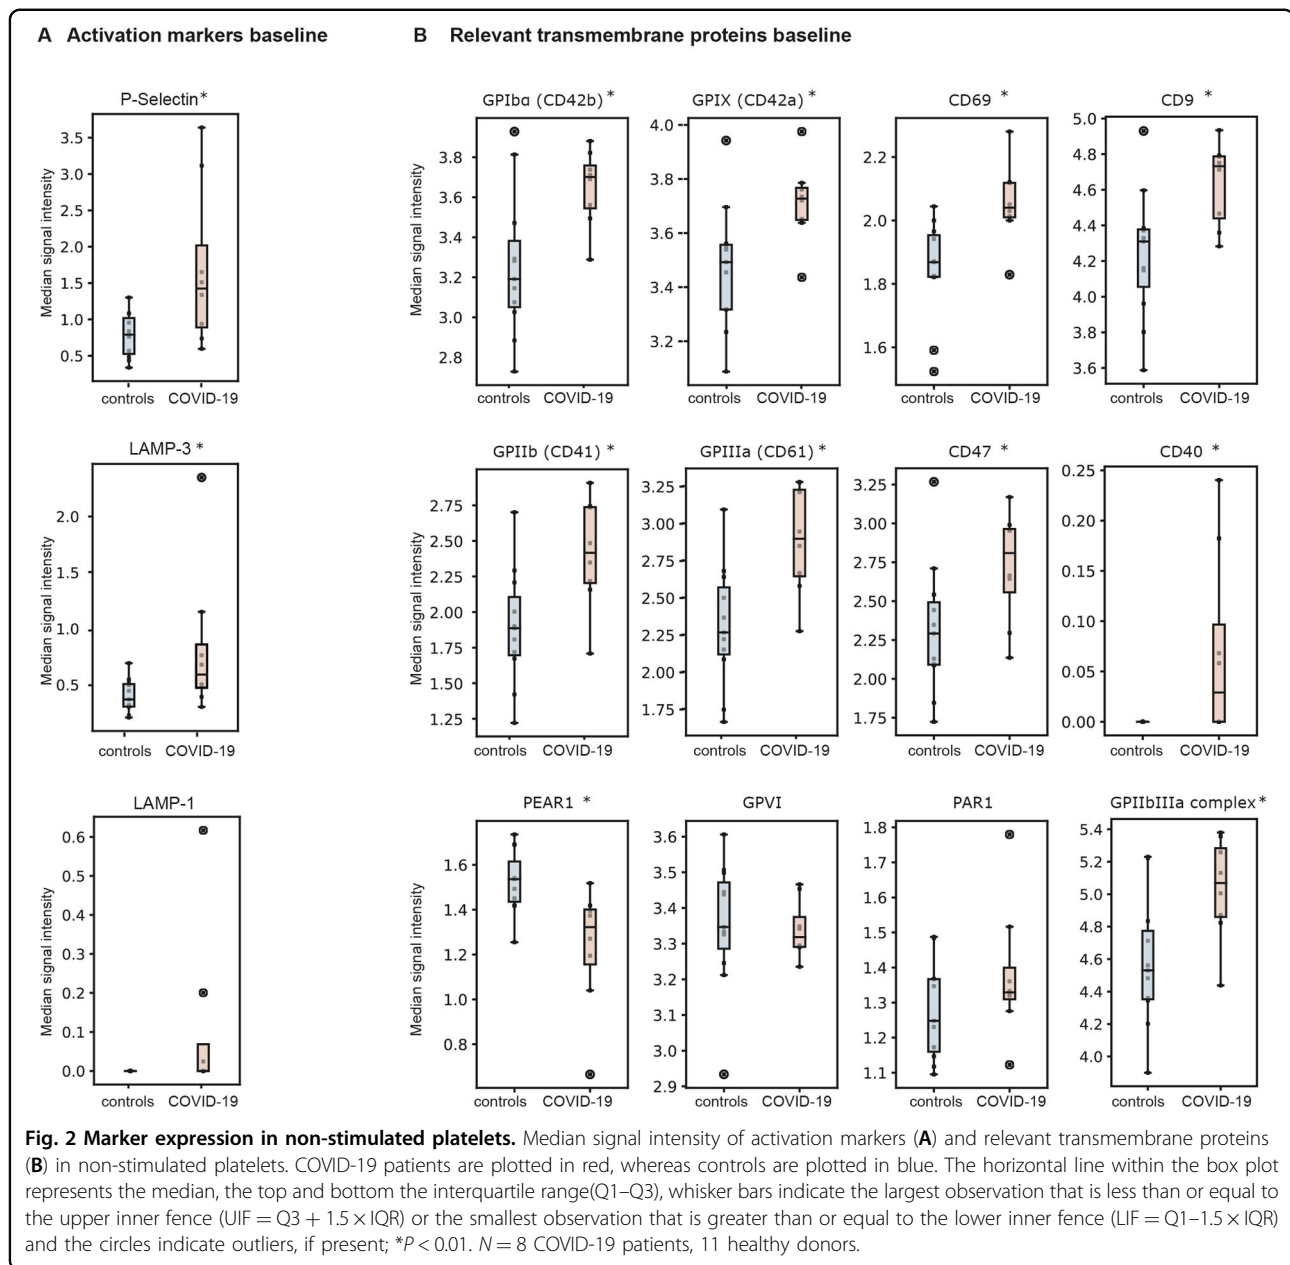 A Activation markers baseline
B Relevant transmembrane proteins baseline
P-Selectin*
Median signal intensity
3.5
3.0
2.5
2.0
1.5
1.0
0.5
controls COVID-19
GPIbα (CD42b) *
Median signal intensity
3.8
3.6
3.4
3.2
3.0
2.8
controls COVID-19
GPIX (CD42a) *
4.0
3.8
3.6
3.4
3.2
controls COVID-19
CD69 *
2.2
2.0
1.8
1.6
controls COVID-19
CD9 *
5.0
4.8
4.6
4.4
4.2
4.0
3.8
3.6
controls COVID-19
LAMP-3 *
Median signal intensity
2.0
1.5
1.0
0.5
controls COVID-19
GPIIb (CD41) *
Median signal intensity
2.75
2.50
2.25
2.00
1.75
1.50
1.25
controls COVID-19
GPIIIa (CD61) *
3.25
3.00
2.75
2.50
2.25
2.00
1.75
controls COVID-19
CD47 *
3.25
3.00
2.75
2.50
2.25
2.00
1.75
controls COVID-19
CD40 *
0.25
0.20
0.15
0.10
0.05
0.00
controls COVID-19
LAMP-1
Median signal intensity
0.6
0.5
0.4
0.3
0.2
0.1
0.0
controls COVID-19
PEAR1 *
Median signal intensity
1.6
1.4
1.2
1.0
0.8
controls COVID-19
GPVI
3.6
3.5
3.4
3.3
3.2
3.1
3.0
2.9
controls COVID-19
PAR1
1.8
1.7
1.6
1.5
1.4
1.3
1.2
1.1
controls COVID-19
GPIIbIIIa complex*
5.4
5.2
5.0
4.8
4.6
4.4
4.2
4.0
controls COVID-19
Fig. 2 Marker expression in non-stimulated platelets. Median signal intensity of activation markers (A) and relevant transmembrane proteins
(B) in non-stimulated platelets. COVID-19 patients are plotted in red, whereas controls are plotted in blue. The horizontal line within the box plot
represents the median, the top and bottom the interquartile range(Q1–Q3), whisker bars indicate the largest observation that is less than or equal to
the upper inner fence (UIF = Q3 + 1.5 × IQR) or the smallest observation that is greater than or equal to the lower inner fence (LIF = Q1–1.5 × IQR)
and the circles indicate outliers, if present; *P < 0.01. N = 8 COVID-19 patients, 11 healthy donors.